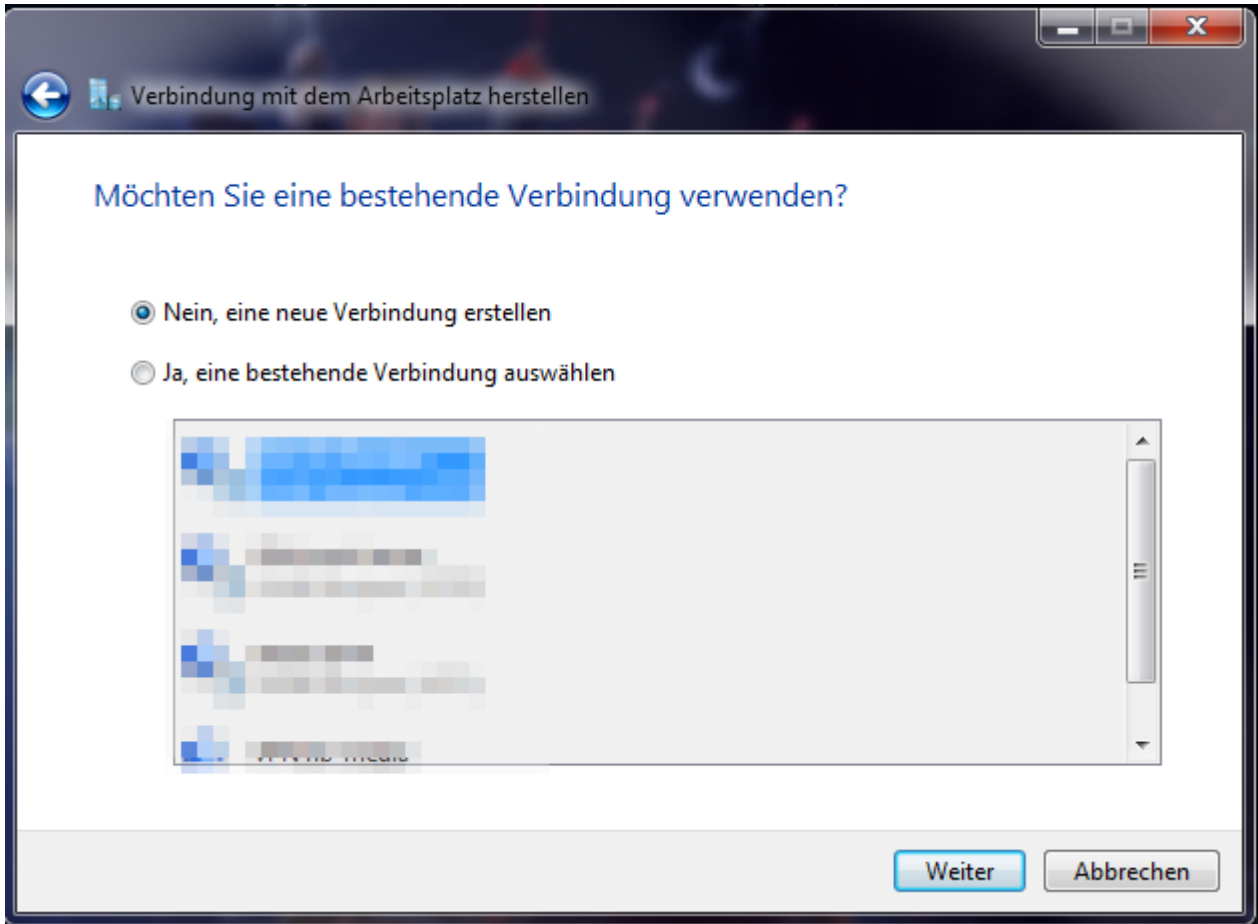 Verbindung mit dem Arbeitsplatz herstellen
Möchten Sie eine bestehende Verbindung verwenden?
Nein, eine neue Verbindung erstellen
Ja, eine bestehende Verbindung auswählen
Weiter
Abbrechen